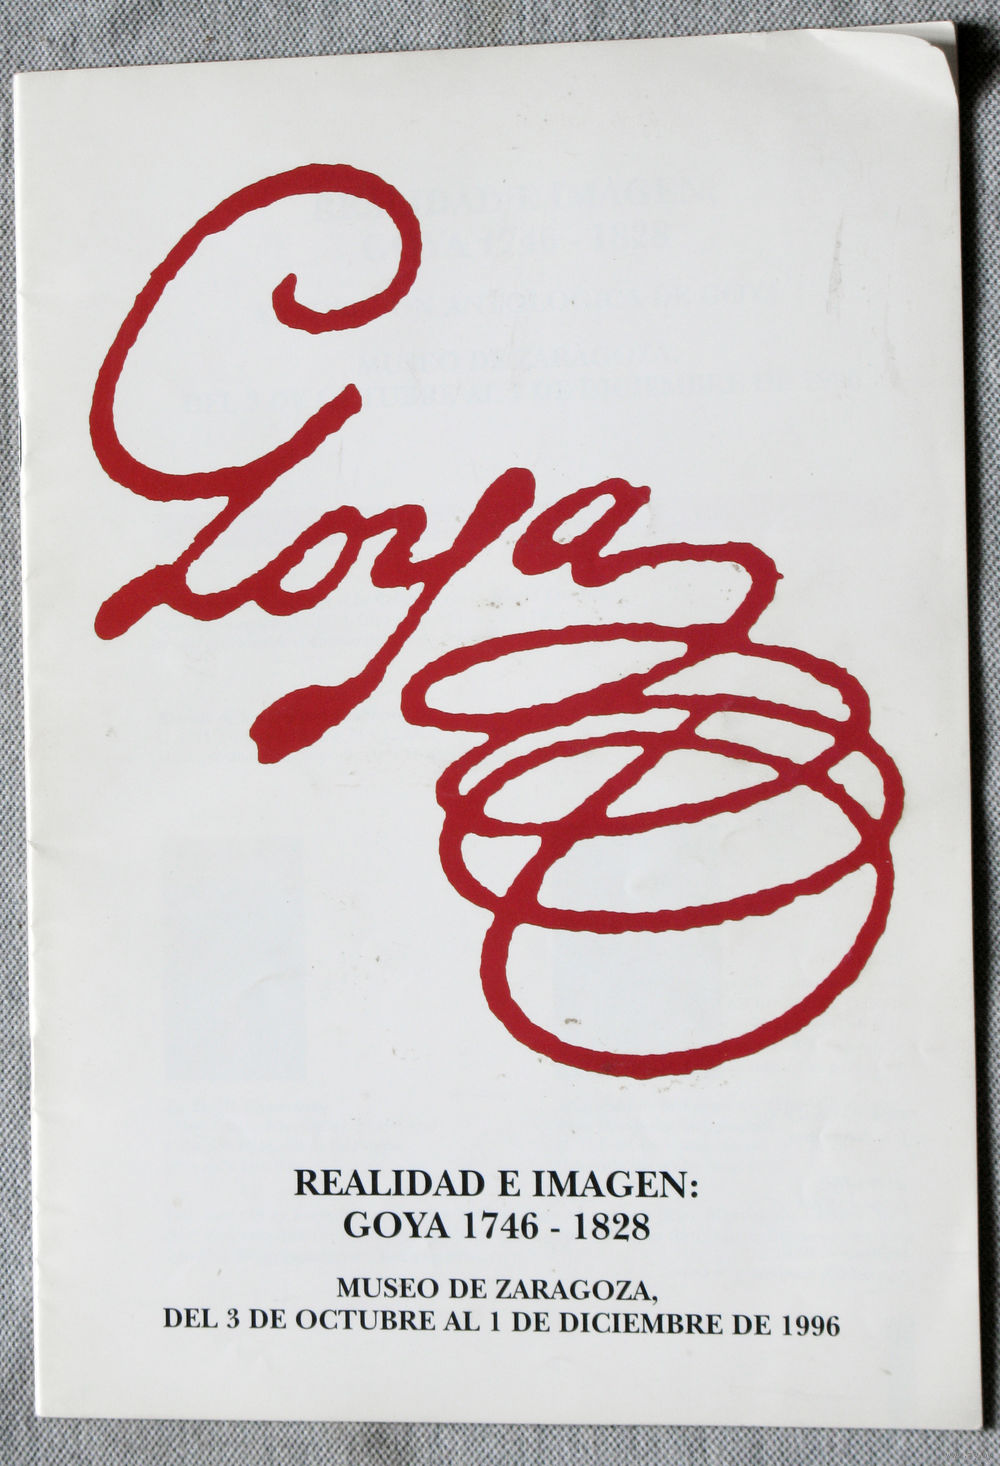 Goya
REALIDAD E IMAGEN:
GOYA 1746 - 1828
MUSEO DE ZARAGOZA,
DEL 3 DE OCTUBRE AL 1 DE DICIEMBRE DE 1996